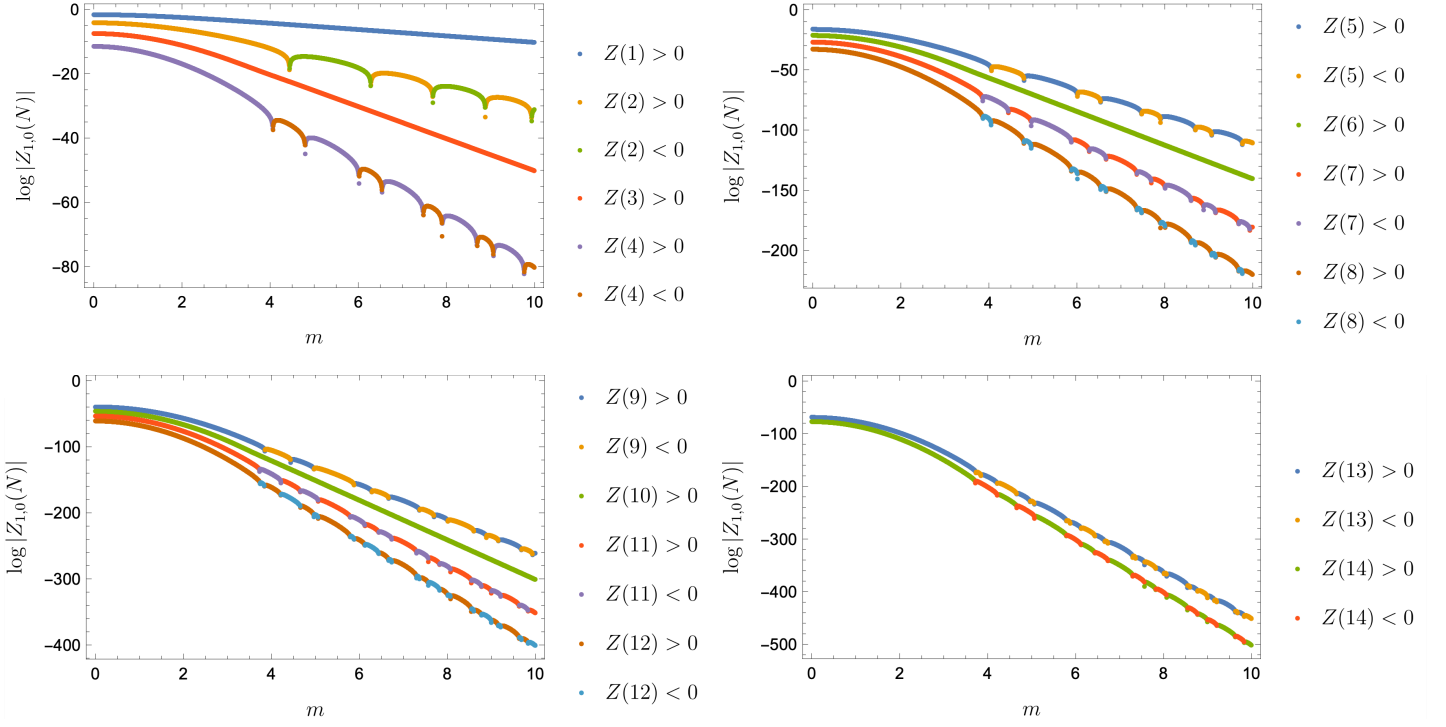 log |Z₁,₀(N)|
0
−20
−40
−60
−80
0 2 4 6 8 10
m
Z(1) > 0
Z(2) > 0
Z(2) < 0
Z(3) > 0
Z(4) > 0
Z(4) < 0
log |Z₁,₀(N)|
0
−50
−100
−150
−200
0 2 4 6 8 10
m
Z(5) > 0
Z(5) < 0
Z(6) > 0
Z(7) > 0
Z(7) < 0
Z(8) > 0
Z(8) < 0
log |Z₁,₀(N)|
0
−100
−200
−300
−400
0 2 4 6 8 10
m
Z(9) > 0
Z(9) < 0
Z(10) > 0
Z(11) > 0
Z(11) < 0
Z(12) > 0
Z(12) < 0
log |Z₁,₀(N)|
0
−100
−200
−300
−400
−500
0 2 4 6 8 10
m
Z(13) > 0
Z(13) < 0
Z(14) > 0
Z(14) < 0